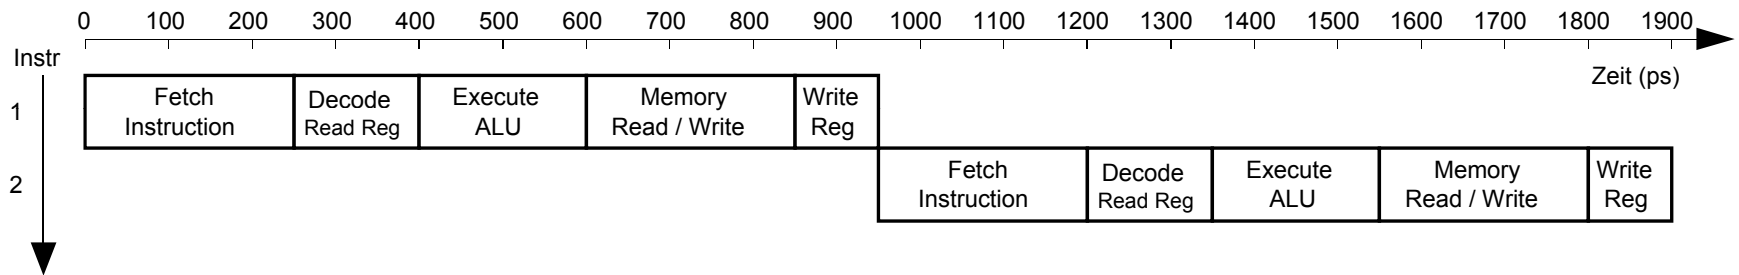 0 100 200 300 400 500 600 700 800 900 1000 1100 1200 1300 1400 1500 1600 1700 1800 1900
Instr
Zeit (ps)
1
Fetch
Instruction
Decode
Read Reg
Execute
ALU
Memory
Read / Write
Write
Reg
2
Fetch
Instruction
Decode
Read Reg
Execute
ALU
Memory
Read / Write
Write
Reg